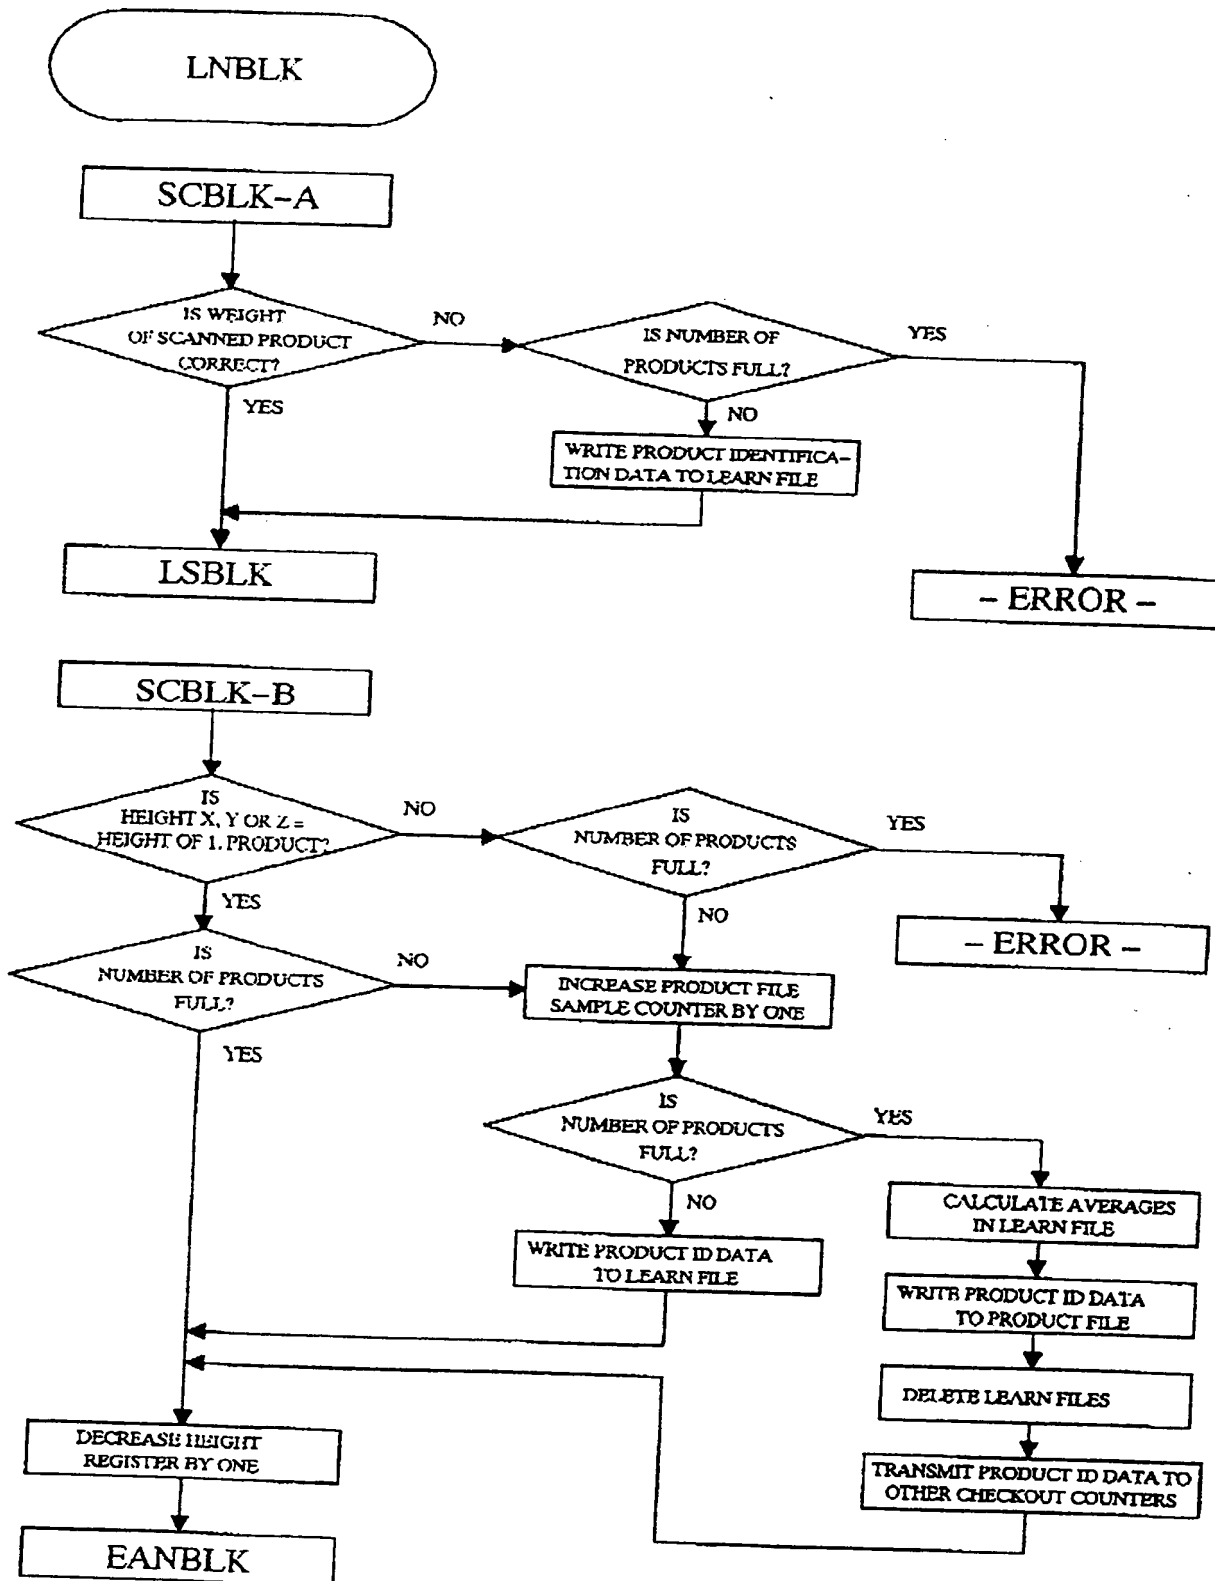 LNBLK
SCBLK-A
IS WEIGHT
OF SCANNED PRODUCT
CORRECT?
NO
IS NUMBER OF
PRODUCTS FULL?
YES
YES
NO
WRITE PRODUCT IDENTIFICA-
TION DATA TO LEARN FILE
LSBLK
- ERROR -
SCBLK-B
IS
HEIGHT X, Y OR Z =
HEIGHT OF 1. PRODUCT?
NO
IS
NUMBER OF PRODUCTS
FULL?
YES
YES
NO
- ERROR -
IS
NUMBER OF PRODUCTS
FULL?
NO
INCREASE PRODUCT FILE
SAMPLE COUNTER BY ONE
YES
IS
NUMBER OF PRODUCTS
FULL?
YES
NO
CALCULATE AVERAGES
IN LEARN FILE
WRITE PRODUCT ID DATA
TO LEARN FILE
WRITE PRODUCT ID DATA
TO PRODUCT FILE
DELETE LEARN FILES
DECREASE HEIGHT
REGISTER BY ONE
TRANSMIT PRODUCT ID DATA TO
OTHER CHECKOUT COUNTERS
EANBLK